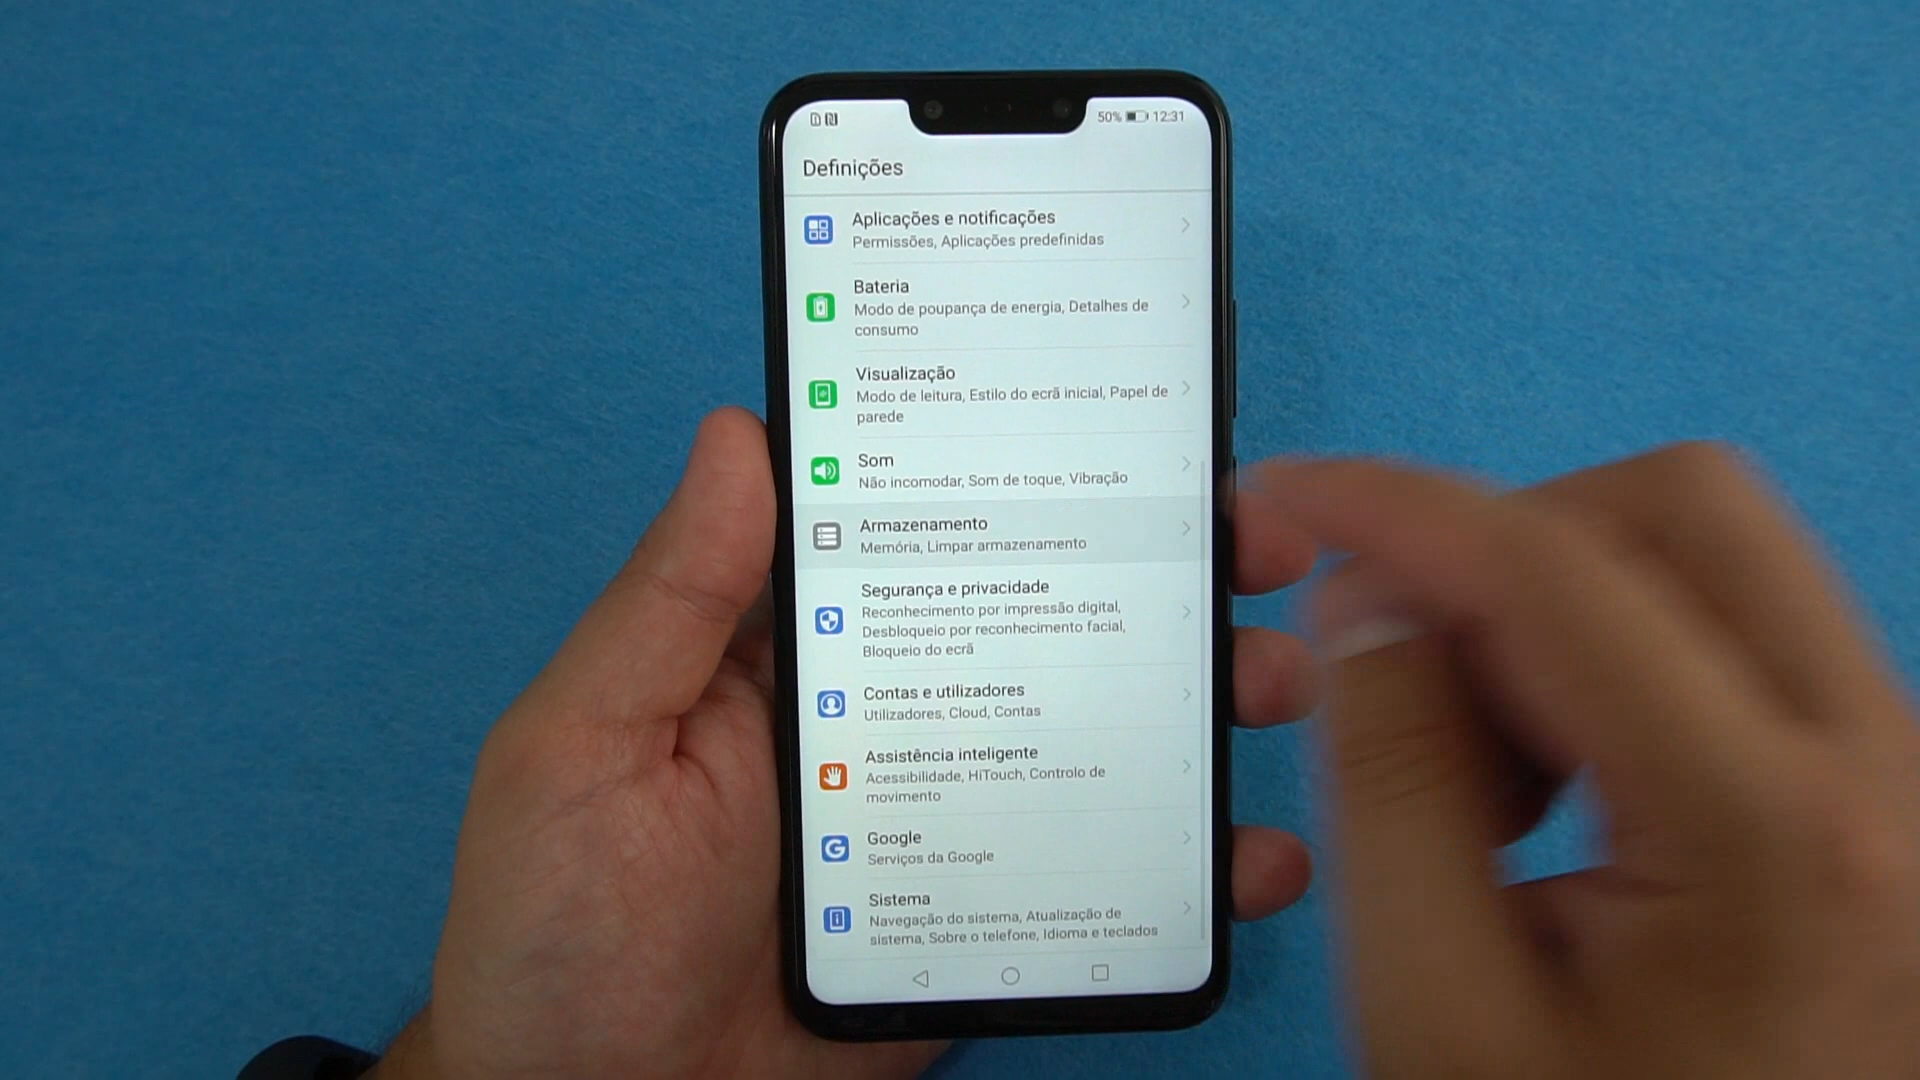 50% 12:31
Definições
Aplicações e notificações
Permissões, Aplicações predefinidas
Bateria
Modo de poupança de energia, Detalhes de
consumo
Visualização
Modo de leitura, Estilo do ecrã inicial, Papel de
parede
Som
Não incomodar, Som de toque, Vibração
Armazenamento
Memória, Limpar armazenamento
Segurança e privacidade
Reconhecimento por impressão digital,
Desbloqueio por reconhecimento facial,
Bloqueio do ecrã
Contas e utilizadores
Utilizadores, Cloud, Contas
Assistência inteligente
Acessibilidade, HiTouch, Controlo de
movimento
Google
Serviços da Google
Sistema
Navegação do sistema, Atualização de
sistema, Sobre o telefone, Idioma e teclados